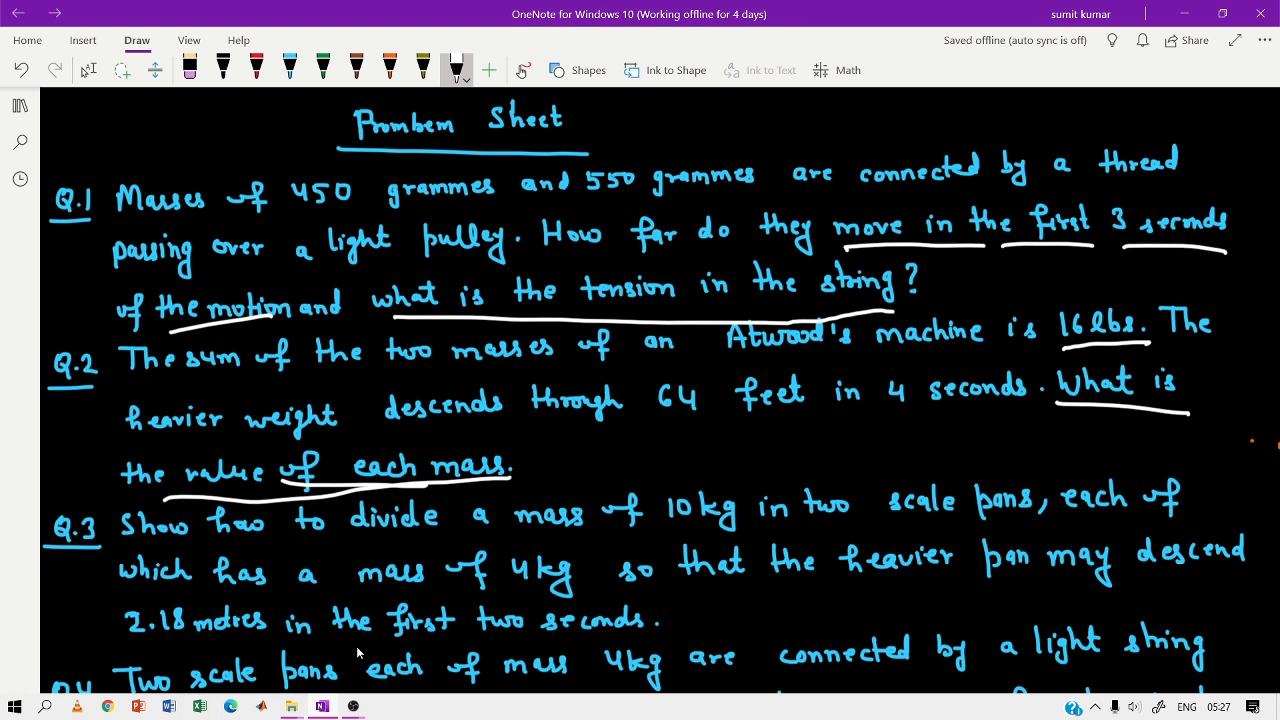 OneNote for Windows 10 (Working offline for 4 days)
sumit kumar
Home Insert Draw View Help
Saved offline (auto sync is off)
Share
Shapes Ink to Shape Ink to Text Math
Prombem Sheet
Q.1 Masses of 450 grammes and 550 grammes are connected by a thread
passing over a light pulley. How far do they move in the first 3 seconds
of the motion and what is the tension in the string?
Q.2 The sum of the two masses of an Atwood's machine is 16 lbs. The
heavier weight descends through 64 feet in 4 seconds. What is
the value of each mass.
Q.3 Show how to divide a mass of 10kg in two scale pans, each of
which has a mass of 4kg so that the heavier pan may descend
2.18 metres in the first two seconds.
Q4 Two scale pans each of mass 4kg are connected by a light string
ENG 05:27